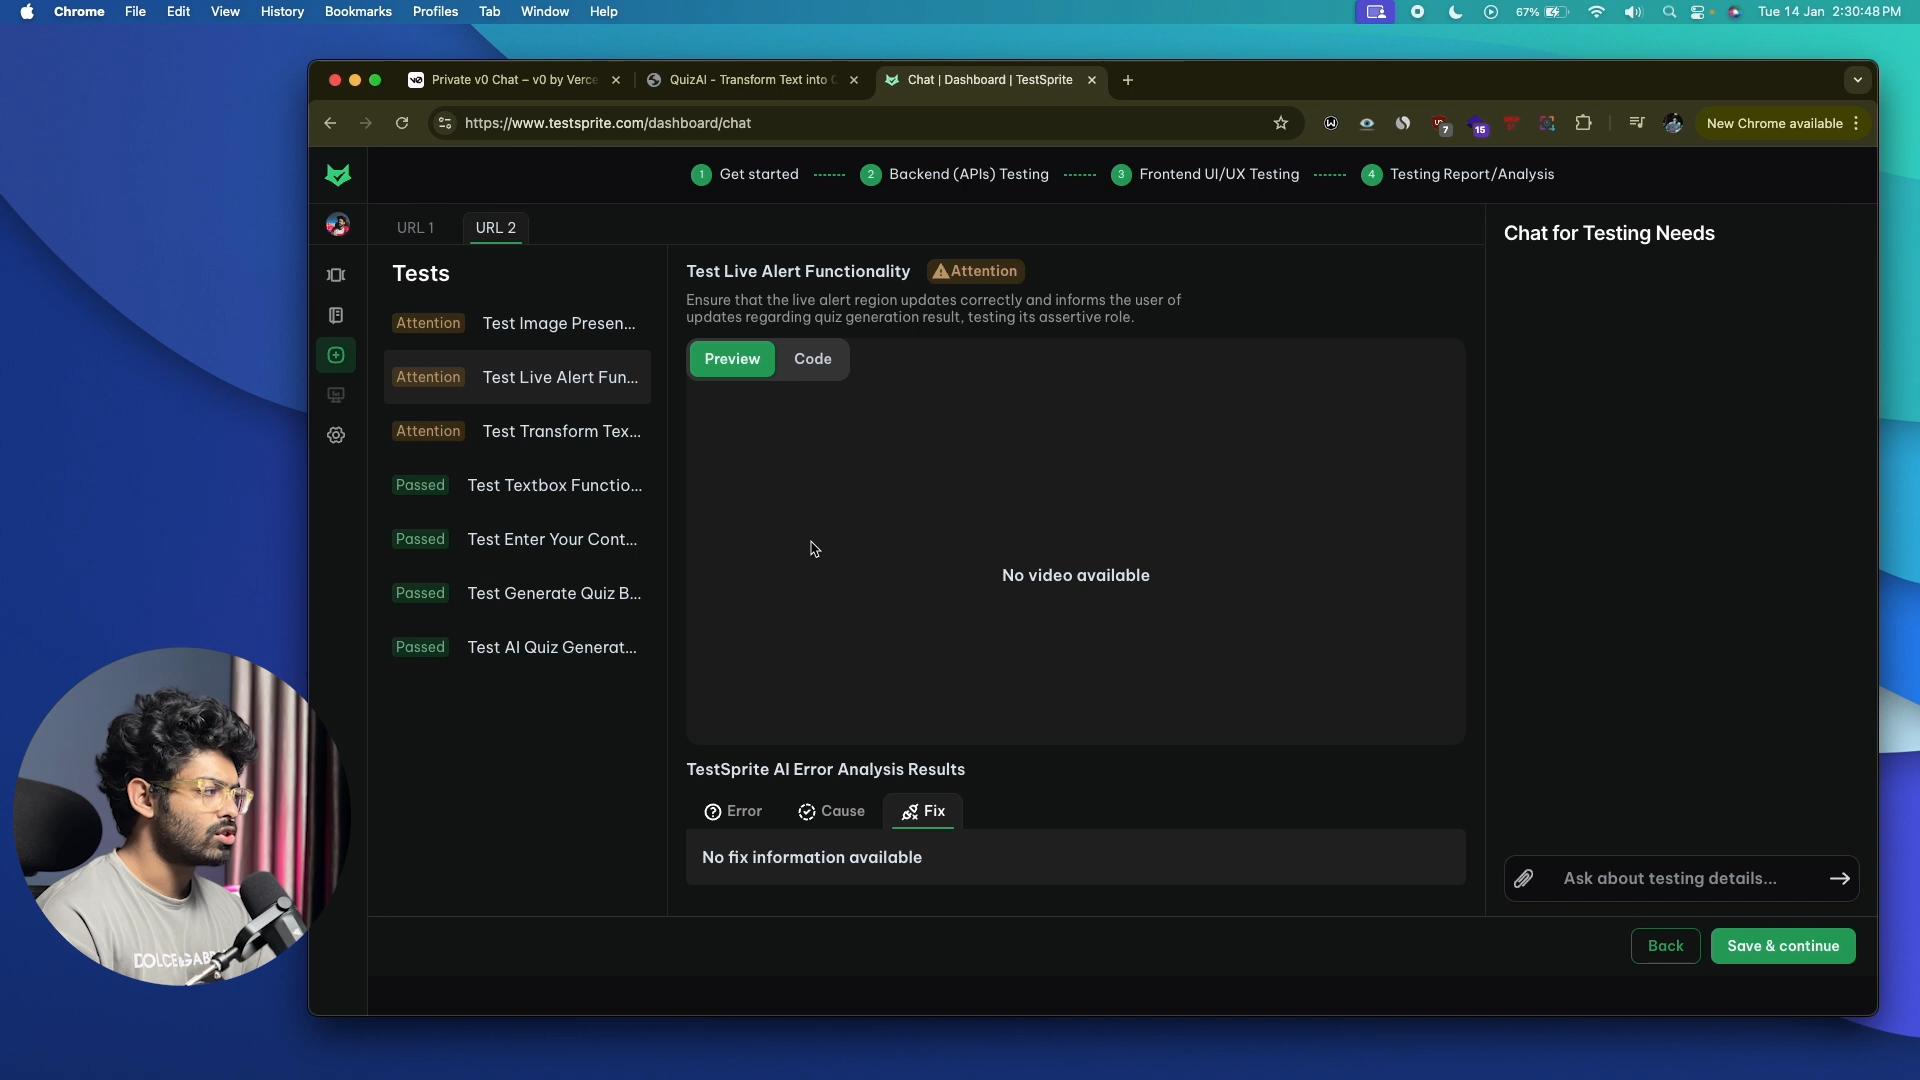 Chrome File Edit View History Bookmarks Profiles Tab Window Help 67% Tue 14 Jan 2:30:48 PM
v0 Private v0 Chat – v0 by Verce
QuizAI - Transform Text into
Chat | Dashboard | TestSprite
https://www.testsprite.com/dashboard/chat
7
15
New Chrome available
1 Get started
2 Backend (APIs) Testing
3 Frontend UI/UX Testing
4 Testing Report/Analysis
URL 1
URL 2
Tests
Attention Test Image Presen...
Attention Test Live Alert Fun...
Attention Test Transform Tex...
Passed Test Textbox Functio...
Passed Test Enter Your Cont...
Passed Test Generate Quiz B...
Passed Test AI Quiz Generat...
Test Live Alert Functionality Attention
Ensure that the live alert region updates correctly and informs the user of
updates regarding quiz generation result, testing its assertive role.
Preview Code
No video available
TestSprite AI Error Analysis Results
Error Cause Fix
No fix information available
Chat for Testing Needs
Ask about testing details...
Back Save & continue